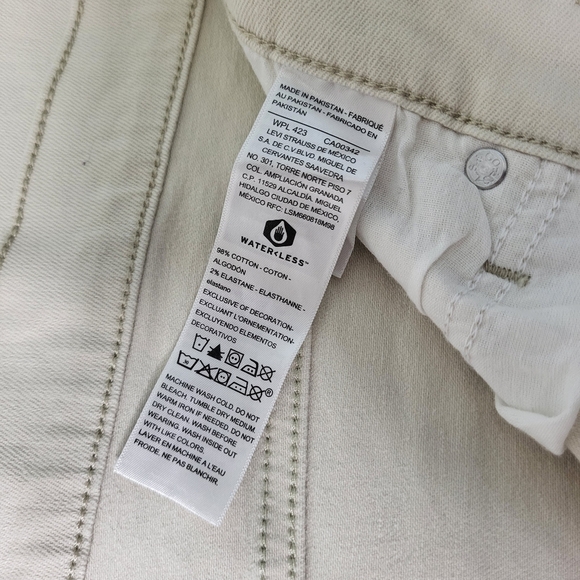 MADE IN PAKISTAN - FABRIQUÉ
AU PAKISTAN - FABRICADO EN
PAKISTÁN
WPL 423 CA00342
LEVI STRAUSS DE MÉXICO
S.A. DE C.V.BLVD. MIGUEL DE
CERVANTES SAAVEDRA
NO. 301, TORRE NORTE PISO 7
COL. AMPLIACIÓN GRANADA
C.P. 11529 ALCALDÍA, MIGUEL
HIDALGO CIUDAD DE MÉXICO,
MÉXICO RFC: LSM660818M98
WATER<LESS™
98% COTTON - COTON -
ALGODÓN
2% ELASTANE - ELASTHANNE -
elastano
EXCLUSIVE OF DECORATION-
EXCLUANT L'ORNEMENTATION-
EXCLUYENDO ELEMENTOS
DECORATIVOS
MACHINE WASH COLD. DO NOT
BLEACH. TUMBLE DRY MEDIUM.
WARM IRON IF NEEDED. DO NOT
DRY CLEAN. WASH BEFORE
WEARING. WASH INSIDE OUT
WITH LIKE COLORS.
LAVER EN MACHINE A L'EAU
FROIDE. NE PAS BLANCHIR.